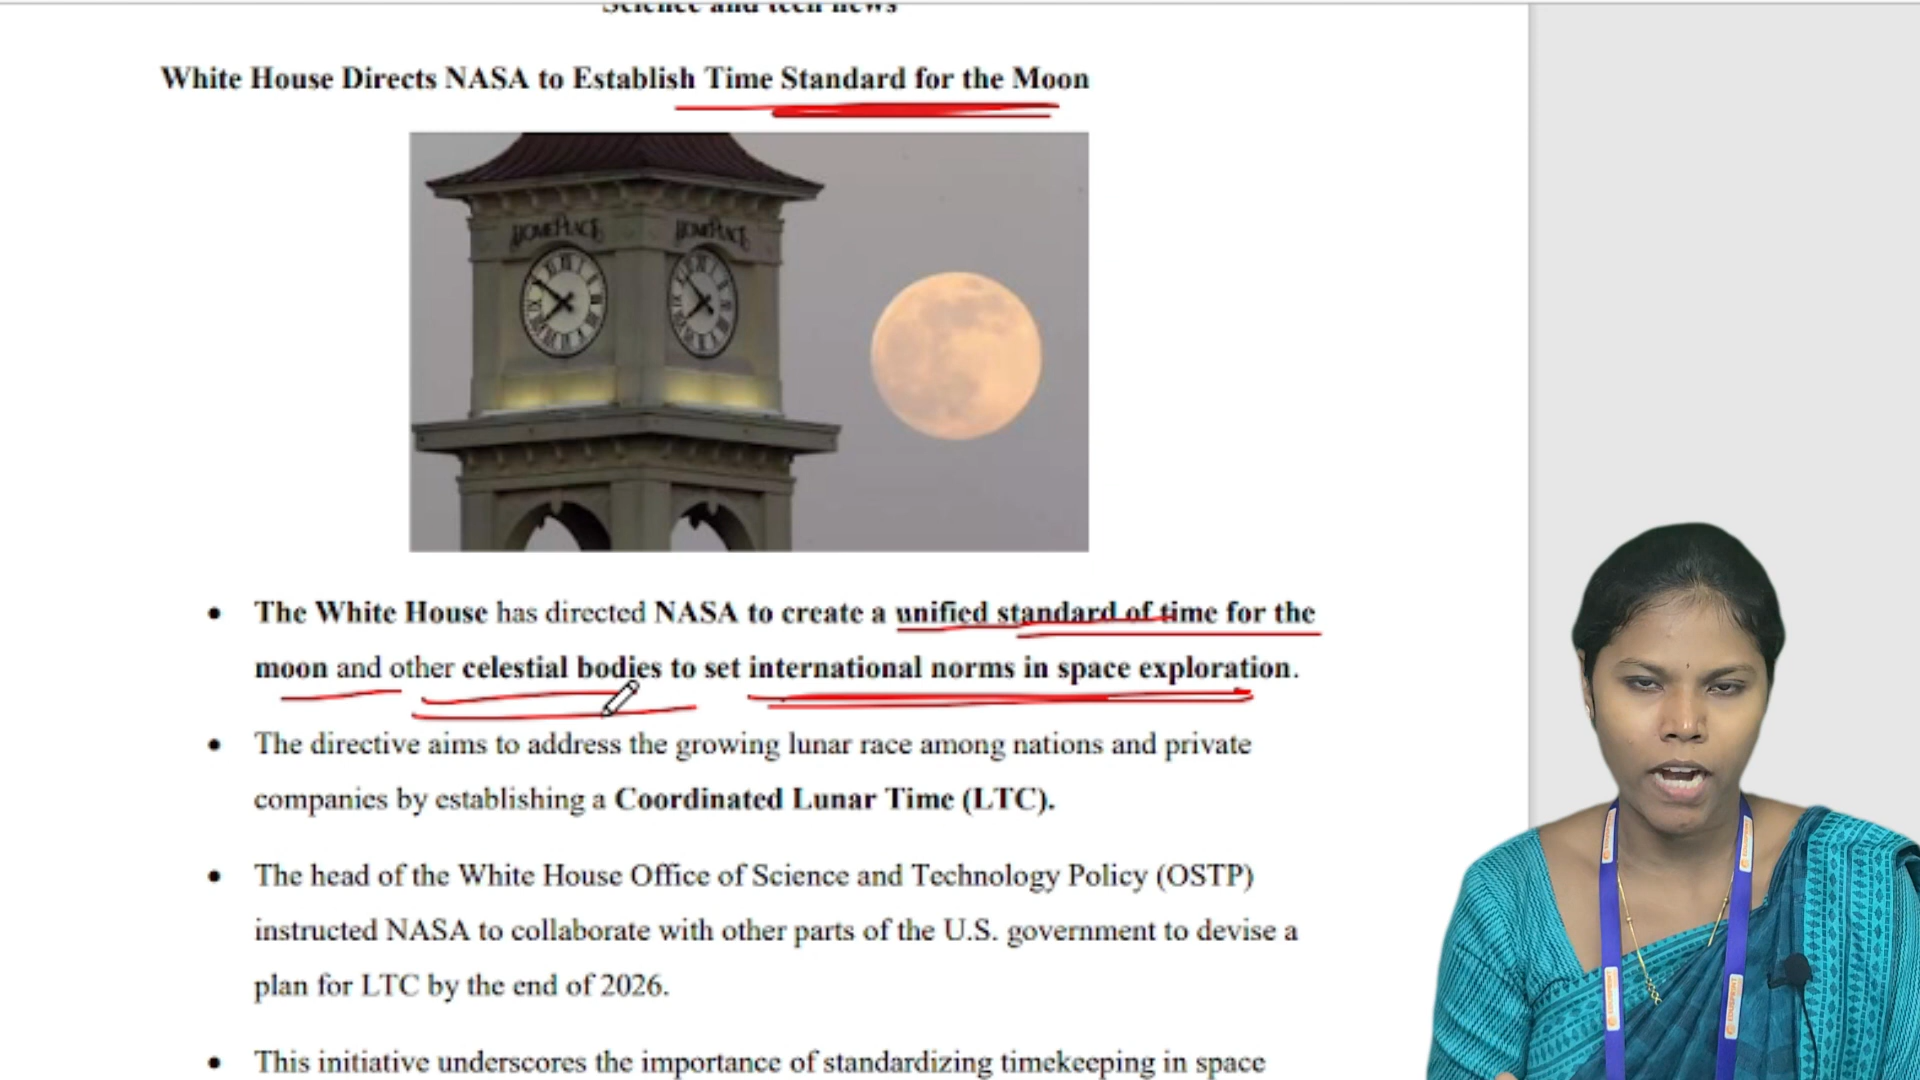 Science and tech news
White House Directs NASA to Establish Time Standard for the Moon
HOMEPLACE HOMEPLACE
The White House has directed NASA to create a unified standard of time for the
moon and other celestial bodies to set international norms in space exploration.
The directive aims to address the growing lunar race among nations and private
companies by establishing a Coordinated Lunar Time (LTC).
The head of the White House Office of Science and Technology Policy (OSTP)
instructed NASA to collaborate with other parts of the U.S. government to devise a
plan for LTC by the end of 2026.
This initiative underscores the importance of standardizing timekeeping in space